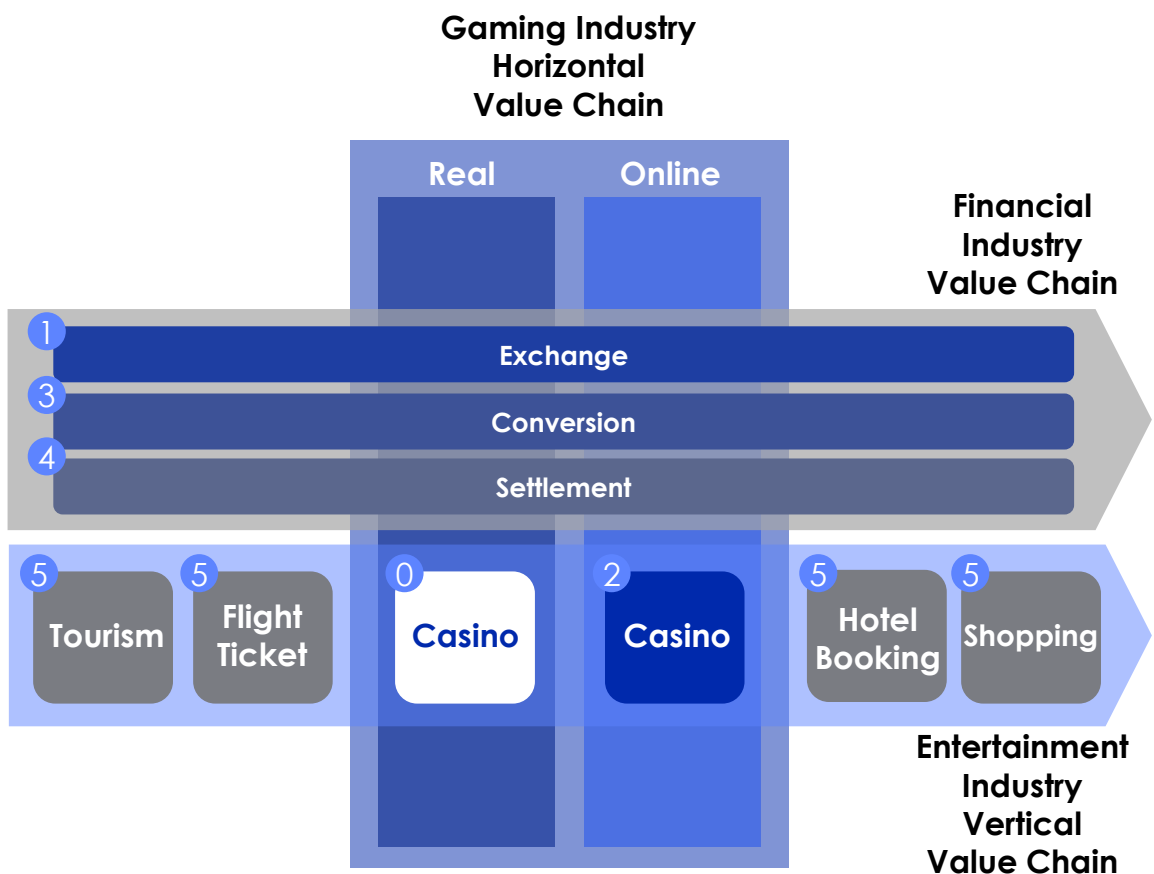 Gaming Industry
Horizontal
Value Chain
Real
Online
Financial
Industry
Value Chain
1
Exchange
3
Conversion
4
Settlement
5
Tourism
5
Flight
Ticket
0
Casino
2
Casino
5
Hotel
Booking
5
Shopping
Entertainment
Industry
Vertical
Value Chain